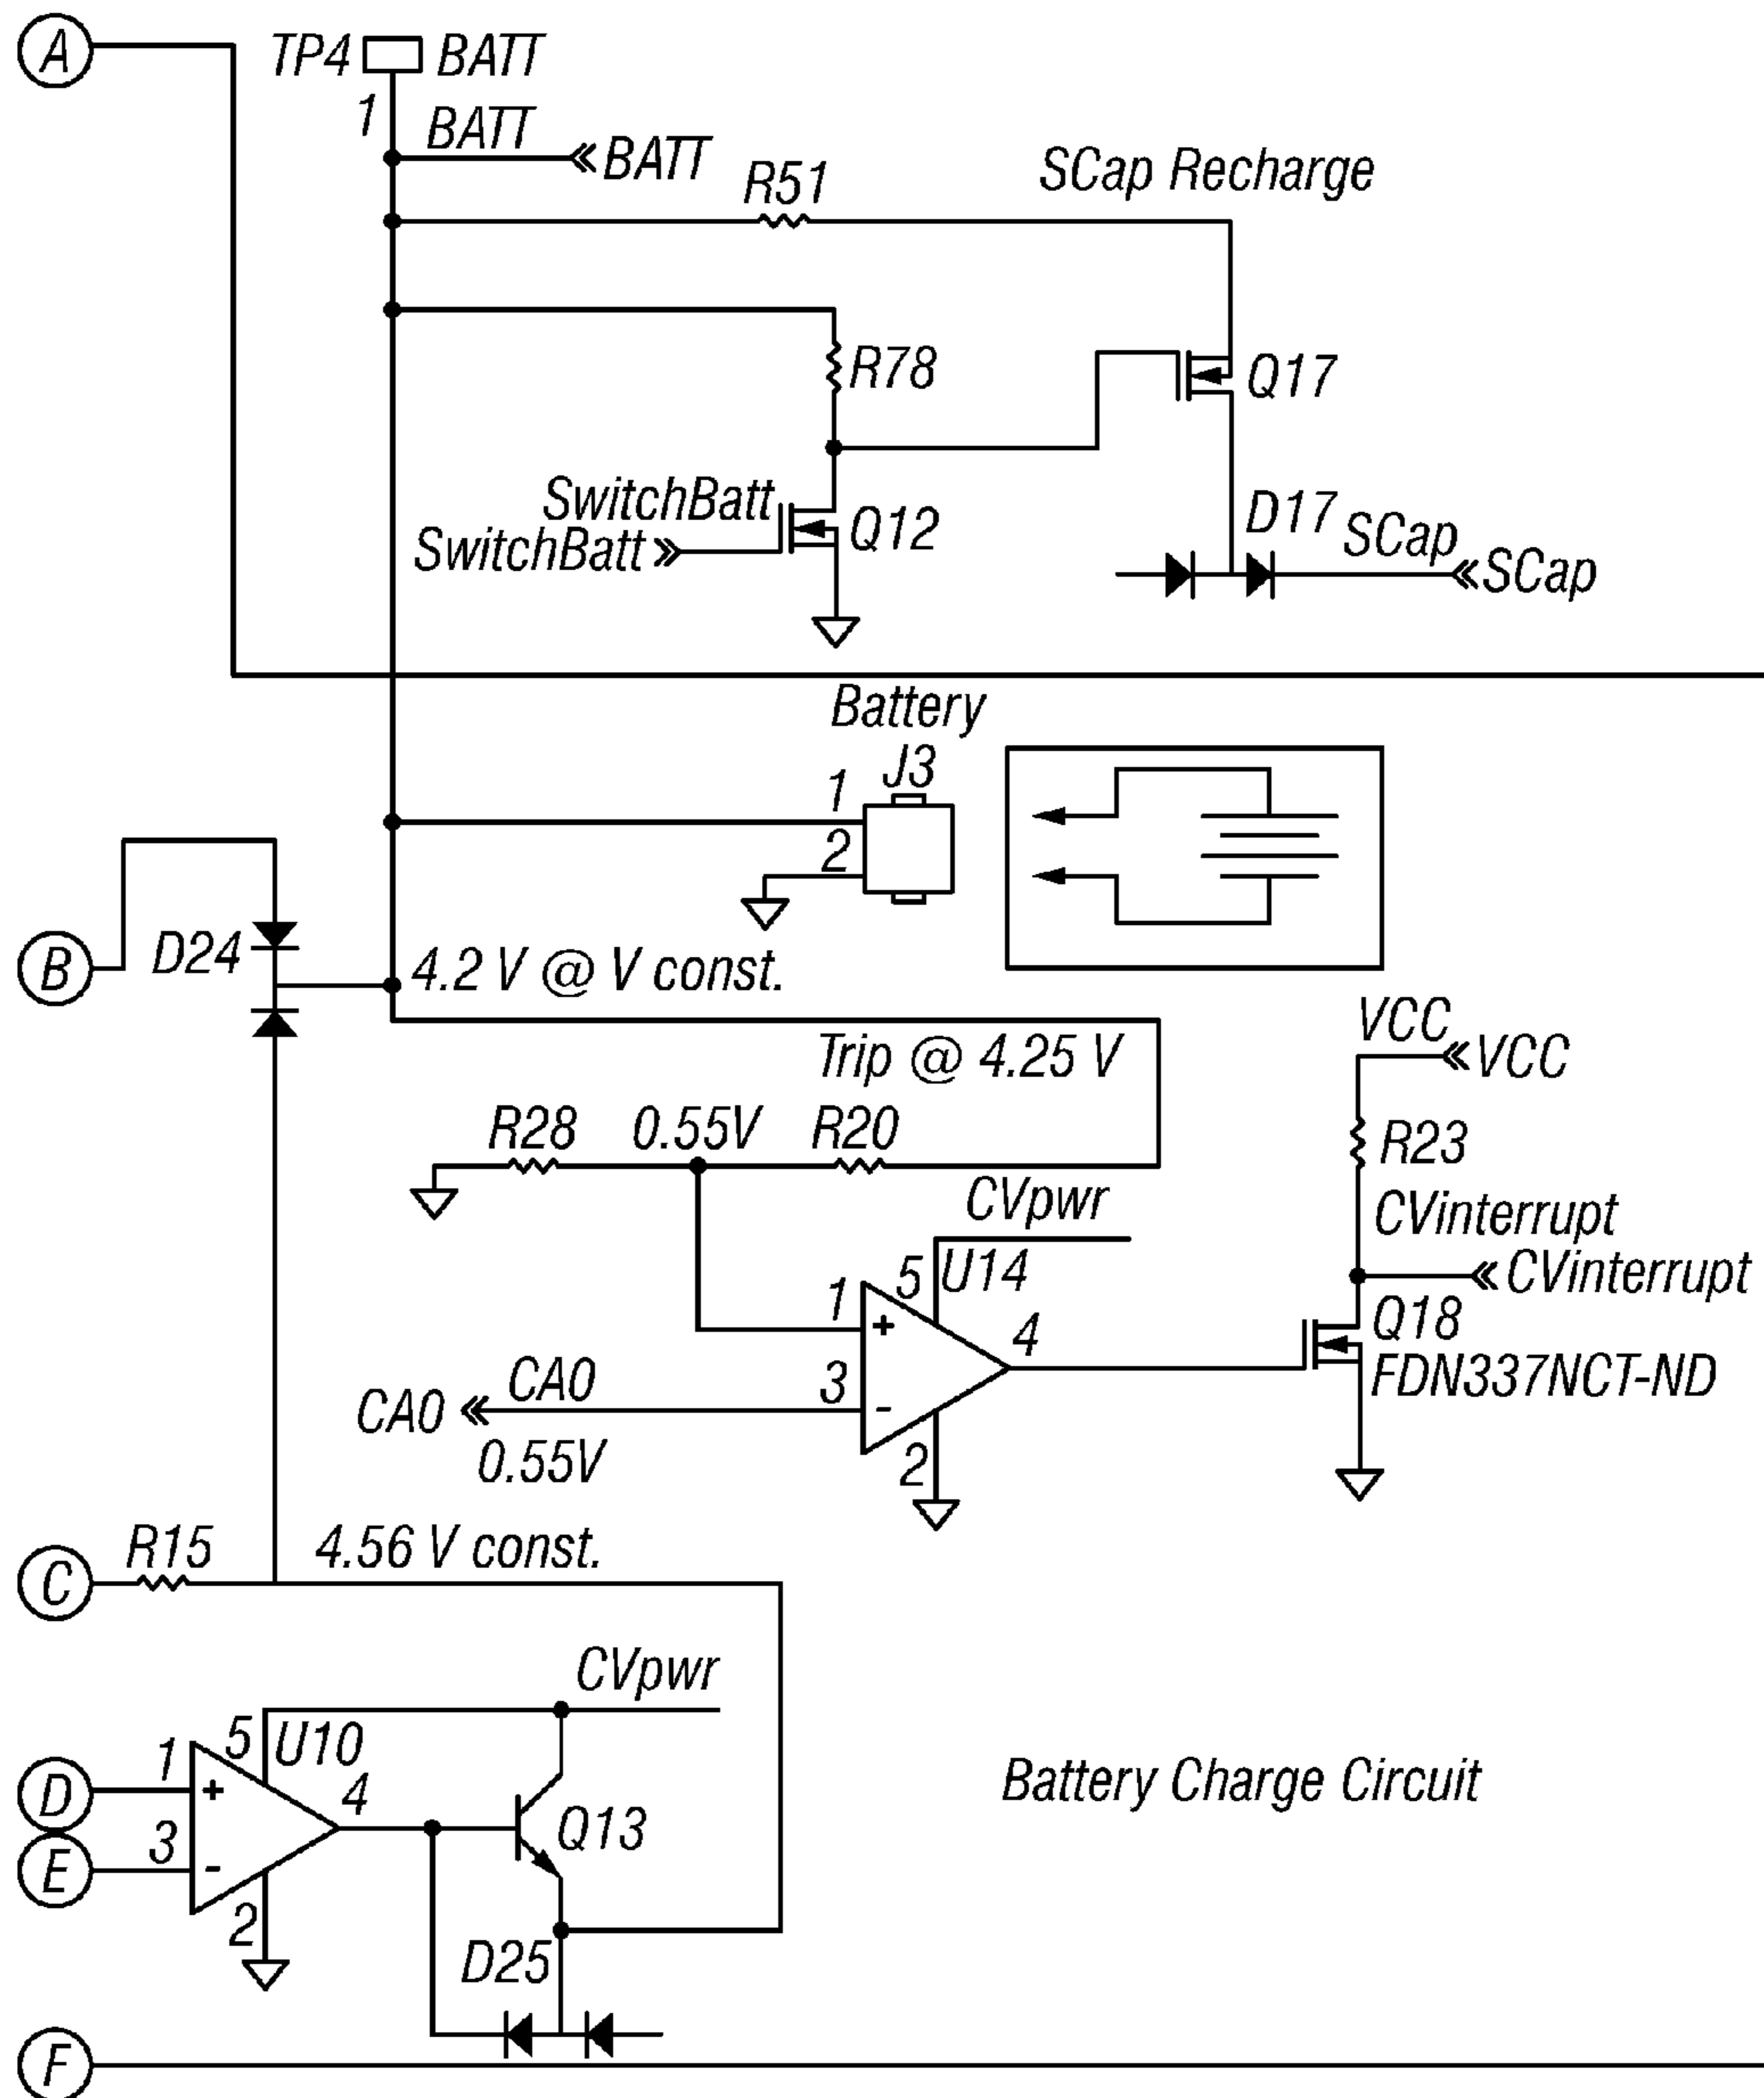 A
TP4
BATT
1
BATT
BATT
R51
SCap Recharge
R78
Q17
SwitchBatt
SwitchBatt
Q12
D17
SCap
SCap
Battery
J3
1
2
B
D24
4.2 V @ V const.
Trip @ 4.25 V
VCC
VCC
R28
0.55V
R20
R23
CVpwr
CVinterrupt
CVinterrupt
5
U14
1
+
4
Q18
FDN337NCT-ND
CA0
CA0
3
-
0.55V
2
C
R15
4.56 V const.
CVpwr
5
U10
1
D
+
4
Q13
3
E
-
2
D25
Battery Charge Circuit
F